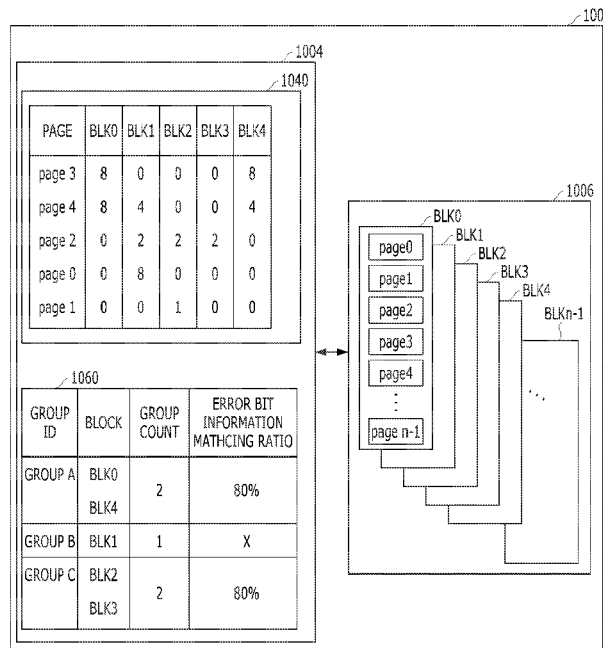 100
1004
1040
PAGE BLK0 BLK1 BLK2 BLK3 BLK4
page 3 8 0 0 0 8
page 4 8 4 0 0 4
page 2 0 2 2 2 0
page 0 0 8 0 0 0
page 1 0 0 1 0 0
1060
GROUP ID BLOCK GROUP COUNT ERROR BIT INFORMATION MATHCING RATIO
GROUP A BLK0 BLK4 2 80%
GROUP B BLK1 1 X
GROUP C BLK2 BLK3 2 80%
1006
BLK0
BLK1
BLK2
BLK3
BLK4
BLKn-1
page0
page1
page2
page3
page4
page n-1